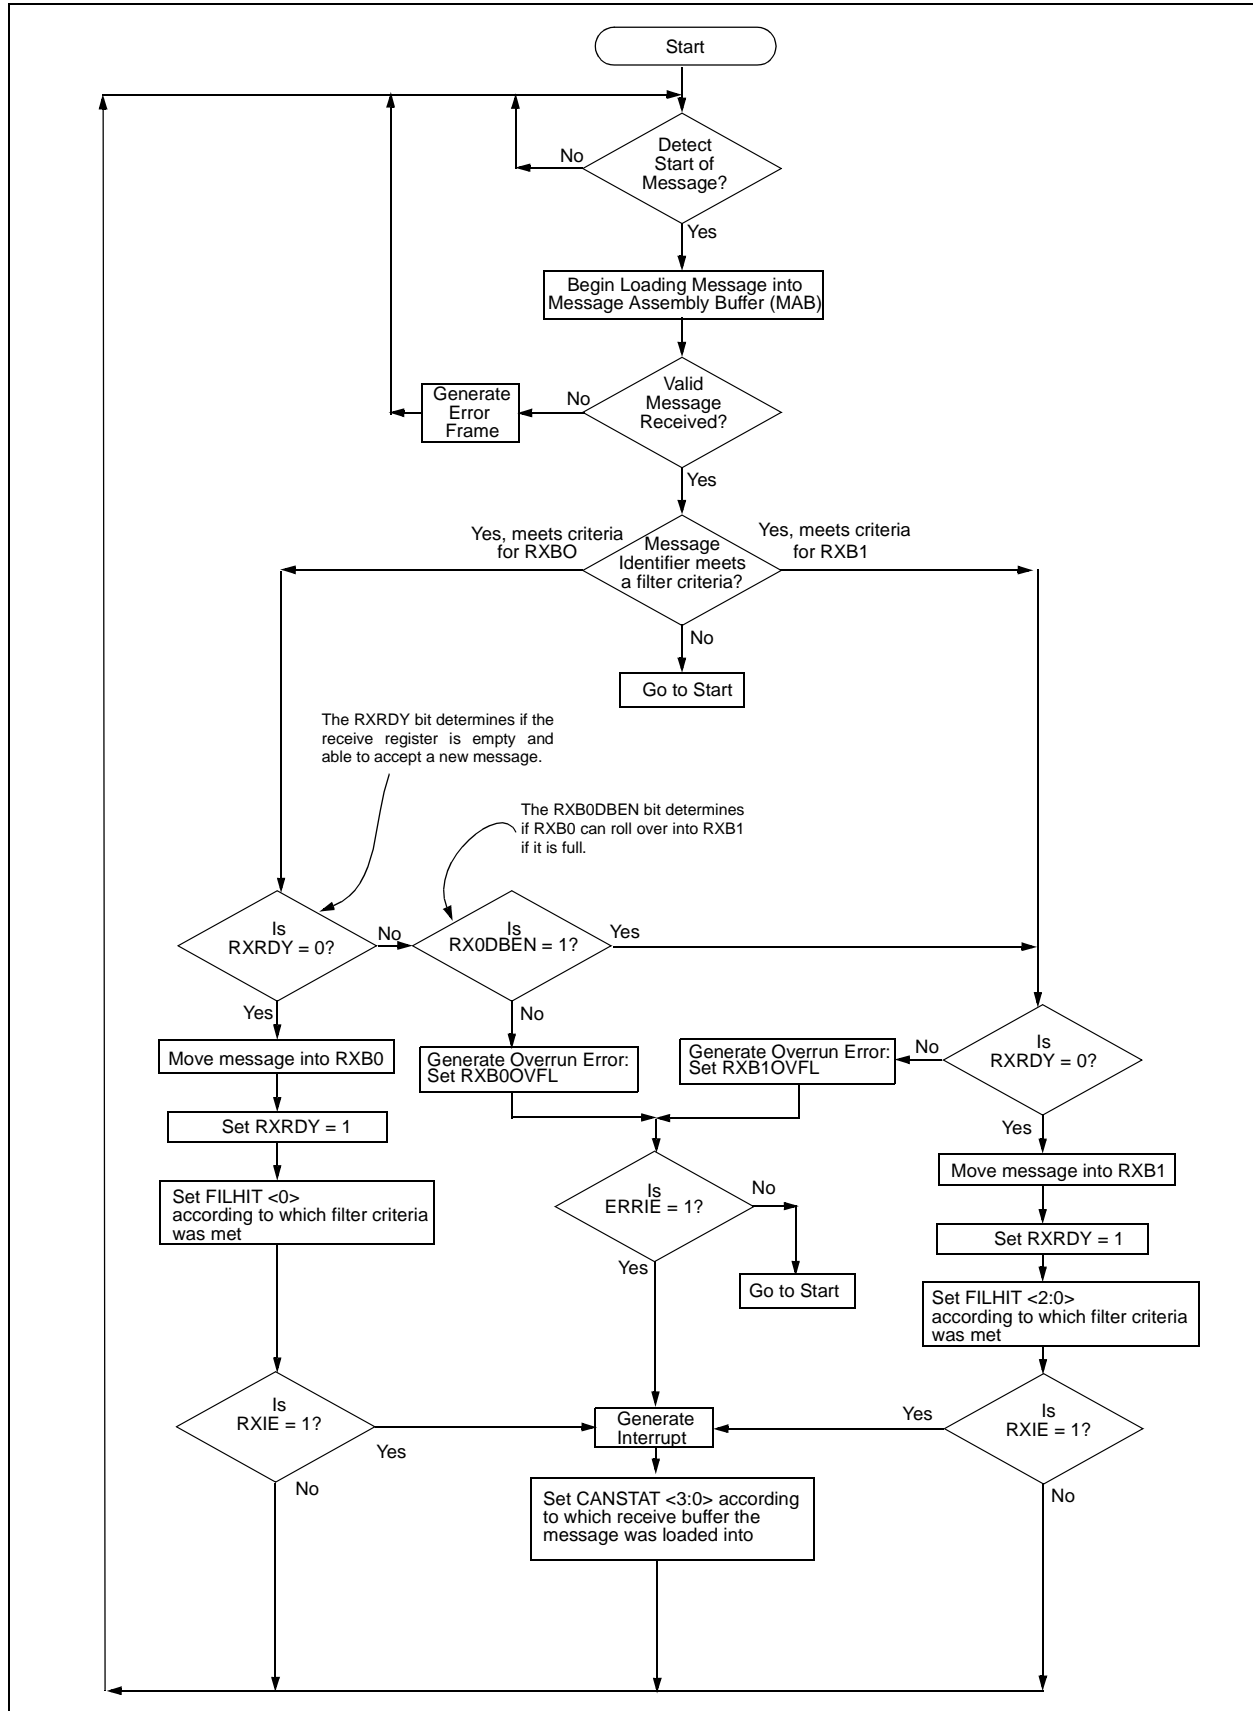 Start
Detect
Start of
Message?
No
Yes
Begin Loading Message into
Message Assembly Buffer (MAB)
Valid
Message
Received?
No
Generate
Error
Frame
Yes
Message
Identifier meets
a filter criteria?
Yes, meets criteria
for RXBO
Yes, meets criteria
for RXB1
No
Go to Start
The RXRDY bit determines if the
receive register is empty and
able to accept a new message.
The RXB0DBEN bit determines
if RXB0 can roll over into RXB1
if it is full.
Is
RXRDY = 0?
No
Is
RX0DBEN = 1?
Yes
Yes
No
Move message into RXB0
Generate Overrun Error:
Set RXB0OVFL
Generate Overrun Error:
Set RXB1OVFL
No
Is
RXRDY = 0?
Set RXRDY = 1
Yes
Move message into RXB1
Set FILHIT <0>
according to which filter criteria
was met
Is
ERRIE = 1?
No
Set RXRDY = 1
Yes
Go to Start
Set FILHIT <2:0>
according to which filter criteria
was met
Is
RXIE = 1?
Yes
Generate
Interrupt
Yes
Is
RXIE = 1?
No
No
Set CANSTAT <3:0> according
to which receive buffer the
message was loaded into